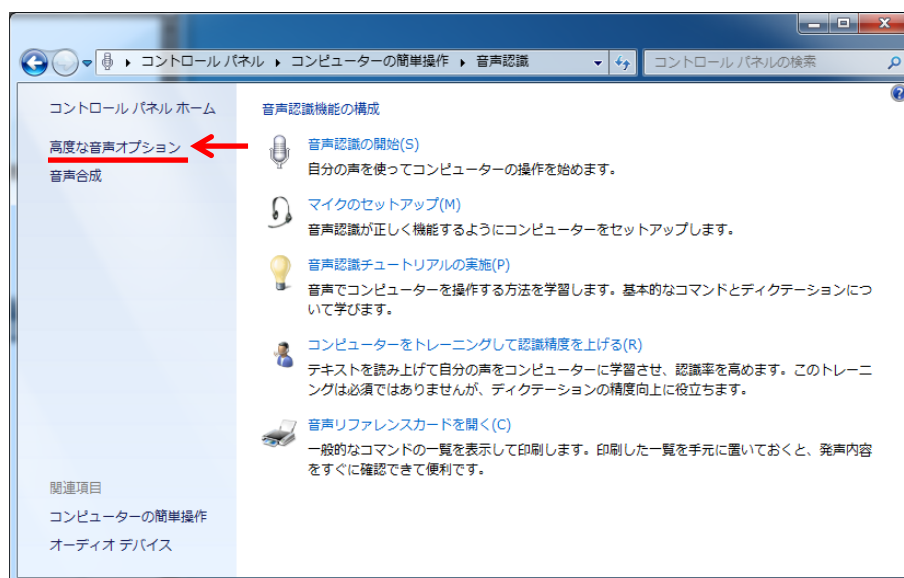 コントロール パネル ▸ コンピューターの簡単操作 ▸ 音声認識
コントロール パネルの検索
コントロール パネル ホーム
高度な音声オプション
音声合成
音声認識機能の構成
音声認識の開始(S)
自分の声を使ってコンピューターの操作を始めます。
マイクのセットアップ(M)
音声認識が正しく機能するようにコンピューターをセットアップします。
音声認識チュートリアルの実施(P)
音声でコンピューターを操作する方法を学習します。基本的なコマンドとディクテーションにつ
いて学びます。
コンピューターをトレーニングして認識精度を上げる(R)
テキストを読み上げて自分の声をコンピューターに学習させ、認識率を高めます。このトレーニ
ングは必須ではありませんが、ディクテーションの精度向上に役立ちます。
音声リファレンスカードを開く(C)
一般的なコマンドの一覧を表示して印刷します。印刷した一覧を手元に置いておくと、発声内容
をすぐに確認できて便利です。
関連項目
コンピューターの簡単操作
オーディオ デバイス